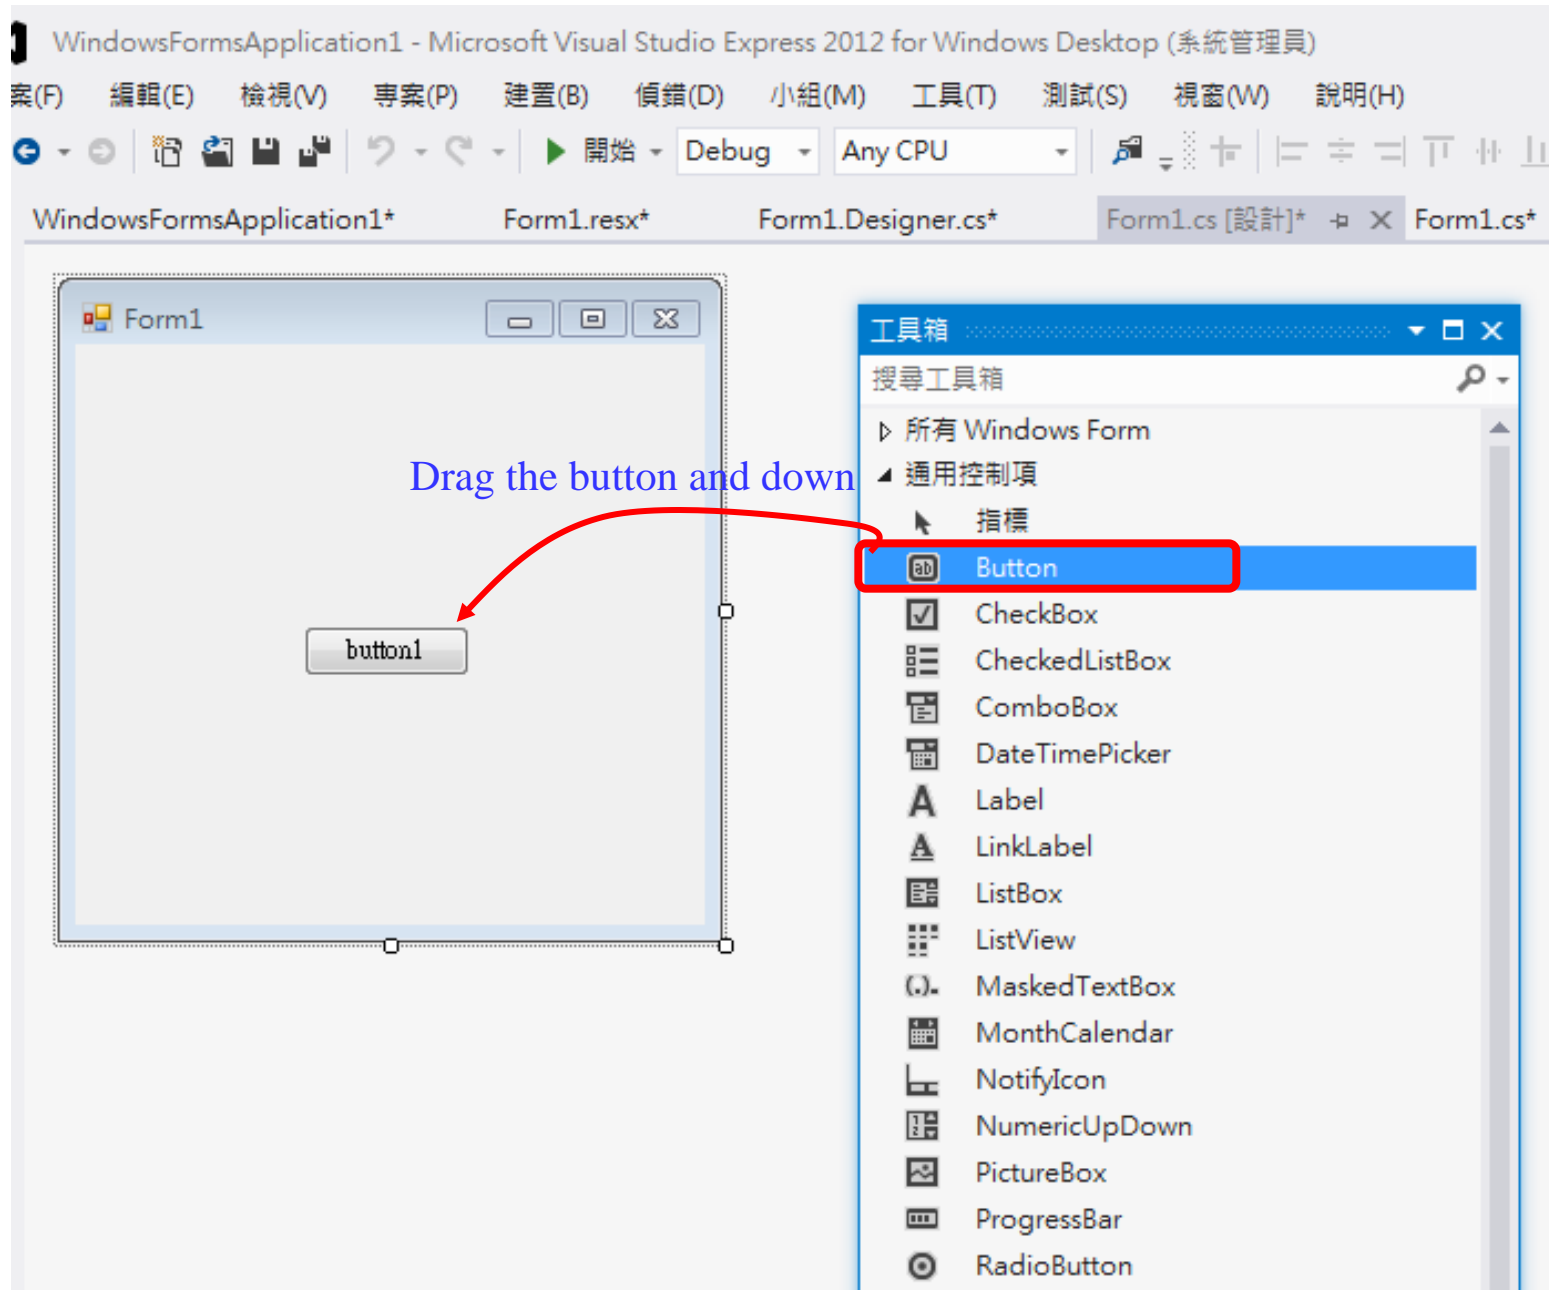 WindowsFormsApplication1 - Microsoft Visual Studio Express 2012 for Windows Desktop (系統管理員)
案(F) 編輯(E) 檢視(V) 專案(P) 建置(B) 偵錯(D) 小組(M) 工具(T) 測試(S) 視窗(W) 說明(H)
開始 Debug Any CPU
WindowsFormsApplication1* Form1.resx* Form1.Designer.cs* Form1.cs [設計]* Form1.cs*
Form1
工具箱
搜尋工具箱
所有 Windows Form
Drag the button and down
通用控制項
指標
Button
CheckBox
button1
CheckedListBox
ComboBox
DateTimePicker
Label
LinkLabel
ListBox
ListView
MaskedTextBox
MonthCalendar
NotifyIcon
NumericUpDown
PictureBox
ProgressBar
RadioButton